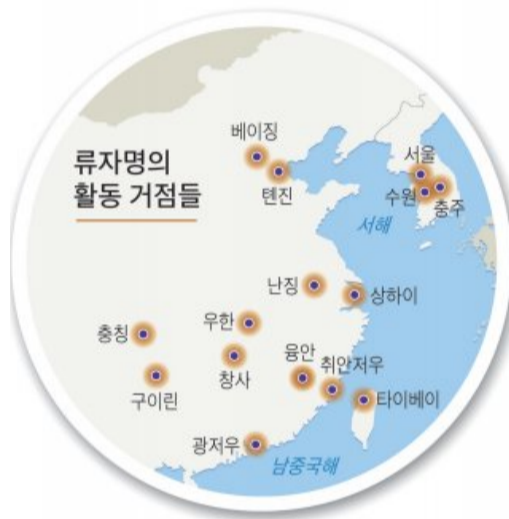 류자명의
활동 거점들
베이징
톈진
서울
수원
충주
서해
난징
상하이
우한
충칭
창사
구이린
융안
취안저우
타이베이
광저우
남중국해